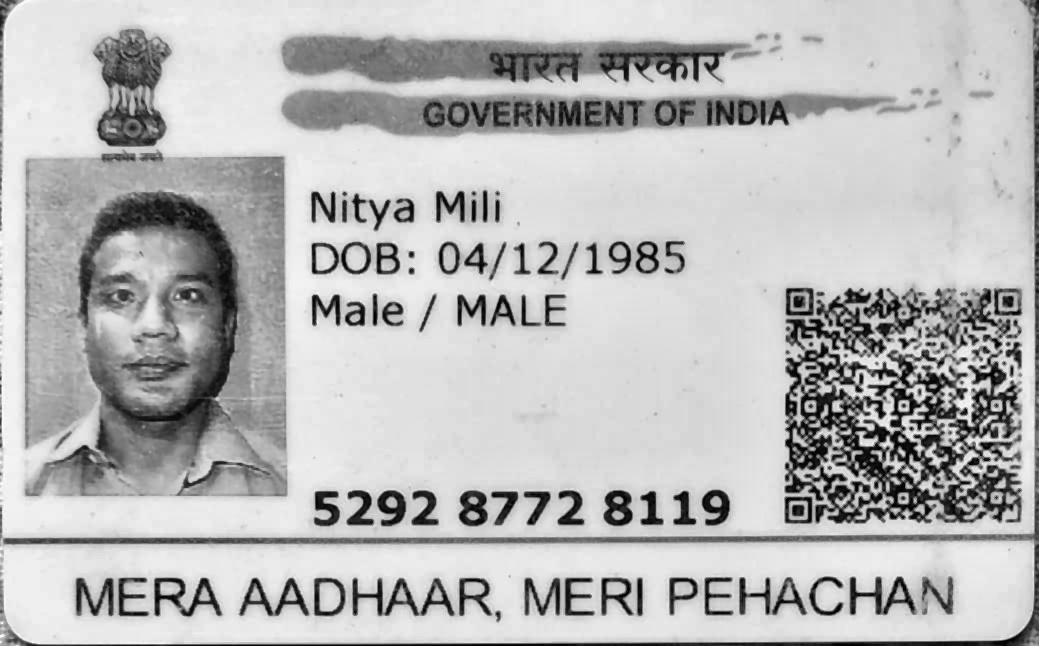 सत्यमेव जयते
भारत सरकार
GOVERNMENT OF INDIA
Nitya Mili
DOB: 04/12/1985
Male / MALE
5292 8772 8119
MERA AADHAAR, MERI PEHACHAN